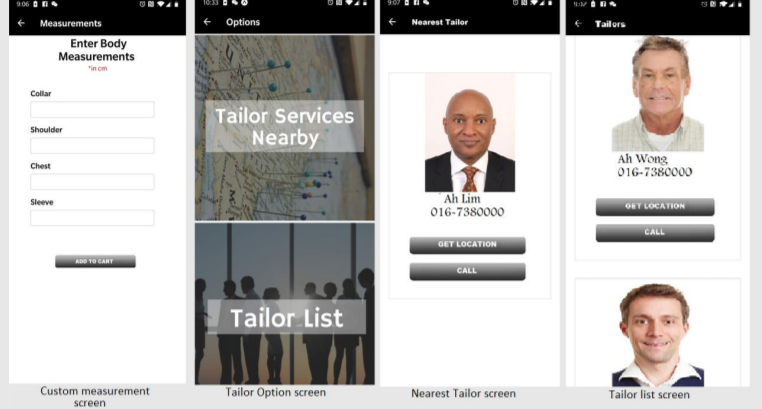 9:06
Measurements
Enter Body
Measurements
*in cm
Collar
Shoulder
Chest
Sleeve
ADD TO CART
Custom measurement
screen
10:33
Options
Tailor Services
Nearby
Tailor List
Tailor Option screen
9:07
Nearest Tailor
Ah Lim
016-7380000
GET LOCATION
CALL
Nearest Tailor screen
9:07
Tailors
Ah Wong
016-7380000
GET LOCATION
CALL
Tailor list screen